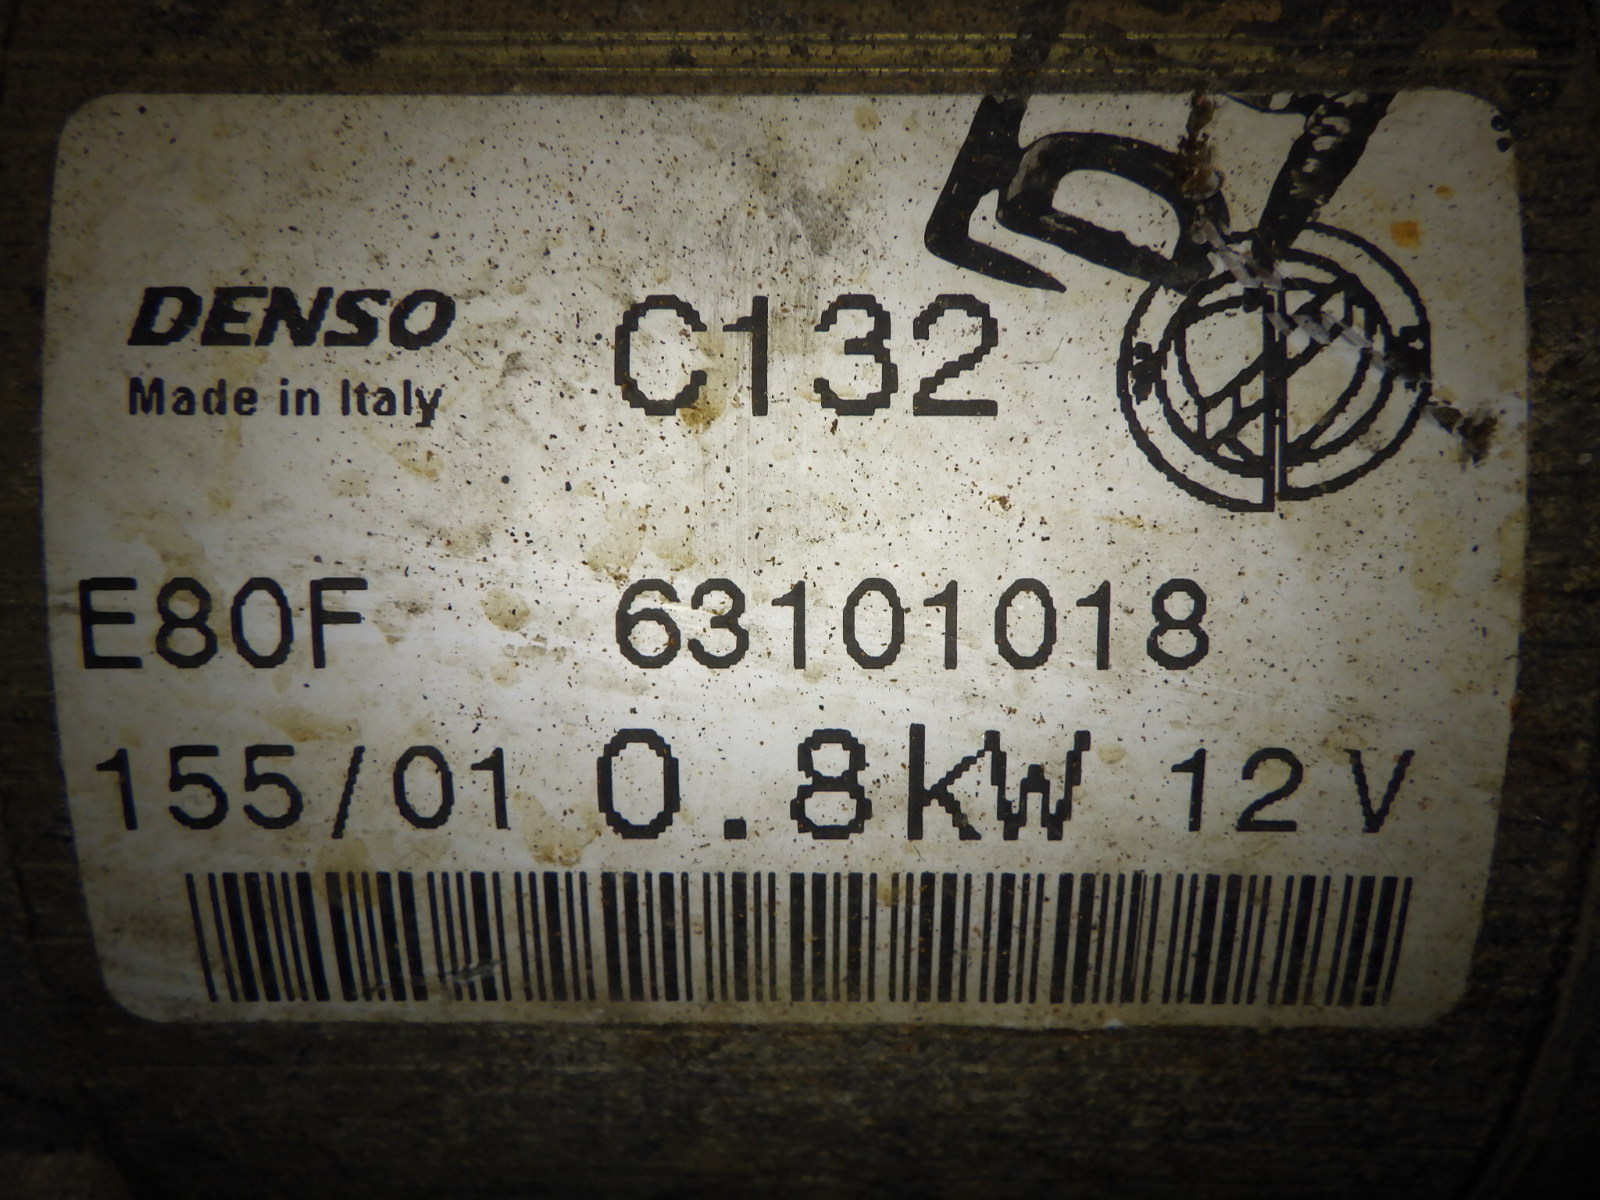 DENSO C132
Made in Italy
E80F 63101018
155/01 0.8kW 12V